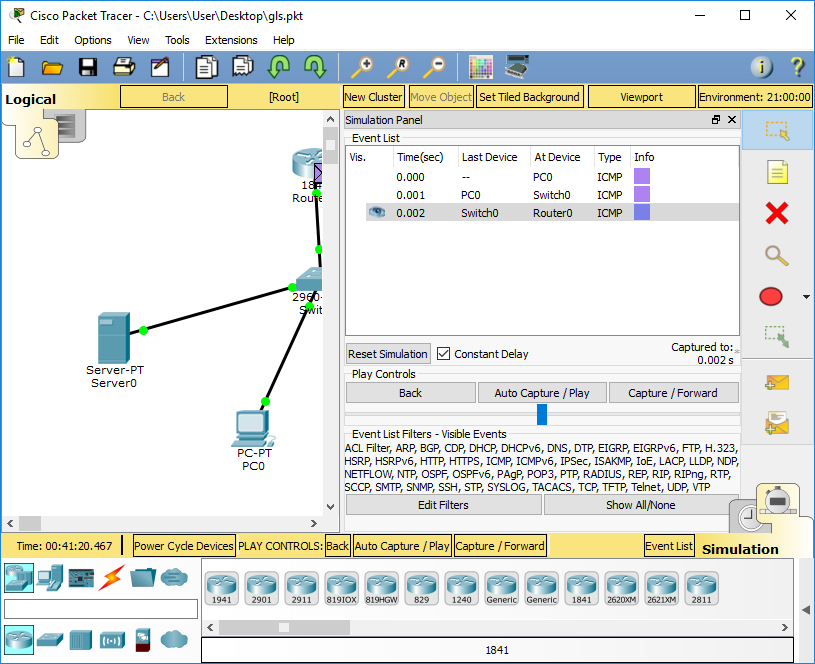 Cisco Packet Tracer - C:\Users\User\Desktop\gls.pkt
File Edit Options View Tools Extensions Help
Logical Back [Root] New Cluster Move Object Set Tiled Background Viewport Environment: 21:00:00
Simulation Panel
Event List
Vis. Time(sec) Last Device At Device Type Info
0.000 -- PC0 ICMP
0.001 PC0 Switch0 ICMP
0.002 Switch0 Router0 ICMP
184
Route
2960-
Swit
Server-PT
Server0
PC-PT
PC0
Reset Simulation Constant Delay Captured to:
0.002 s
Play Controls
Back Auto Capture / Play Capture / Forward
Event List Filters - Visible Events
ACL Filter, ARP, BGP, CDP, DHCP, DHCPv6, DNS, DTP, EIGRP, EIGRPv6, FTP, H.323,
HSRP, HSRPv6, HTTP, HTTPS, ICMP, ICMPv6, IPSec, ISAKMP, IoE, LACP, LLDP, NDP,
NETFLOW, NTP, OSPF, OSPFv6, PAgP, POP3, PTP, RADIUS, REP, RIP, RIPng, RTP,
SCCP, SMTP, SNMP, SSH, STP, SYSLOG, TACACS, TCP, TFTP, Telnet, UDP, VTP
Edit Filters Show All/None
Time: 00:41:20.467 Power Cycle Devices PLAY CONTROLS: Back Auto Capture / Play Capture / Forward Event List Simulation
1941 2901 2911 819IOX 819HGW 829 1240 Generic Generic 1841 2620XM 2621XM 2811
1841